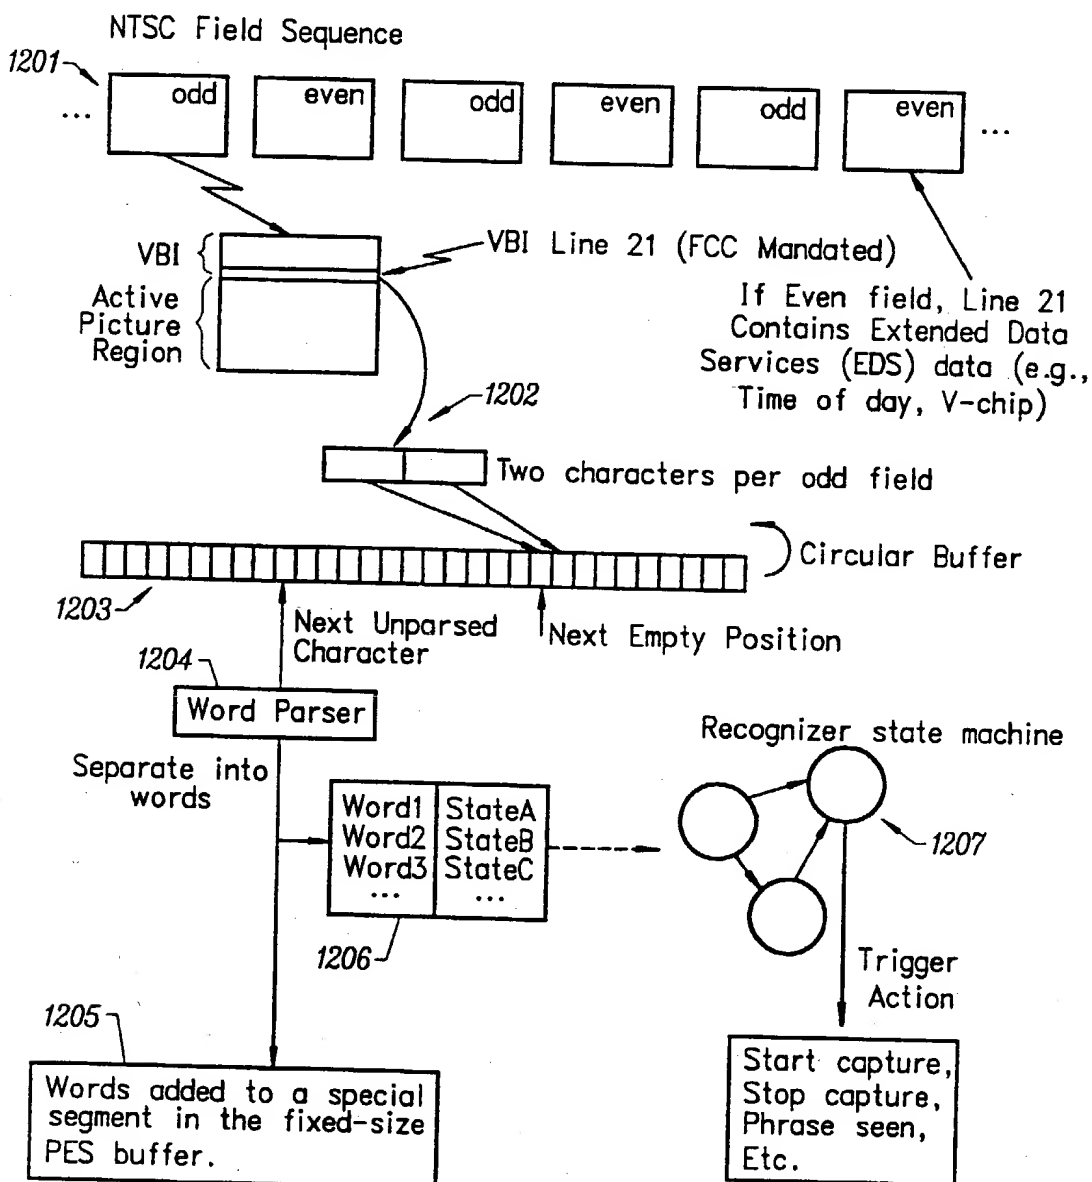 NTSC Field Sequence
1201
... odd even odd even odd even ...
VBI
VBI Line 21 (FCC Mandated)
Active
Picture
Region
If Even field, Line 21
Contains Extended Data
Services (EDS) data (e.g.,
Time of day, V-chip)
1202
Two characters per odd field
Circular Buffer
1203
Next Unparsed
Character
Next Empty Position
1204
Word Parser
Separate into
words
Recognizer state machine
Word1 StateA
Word2 StateB
Word3 StateC
... ...
1206
1207
Trigger
Action
1205
Words added to a special
segment in the fixed-size
PES buffer.
Start capture,
Stop capture,
Phrase seen,
Etc.